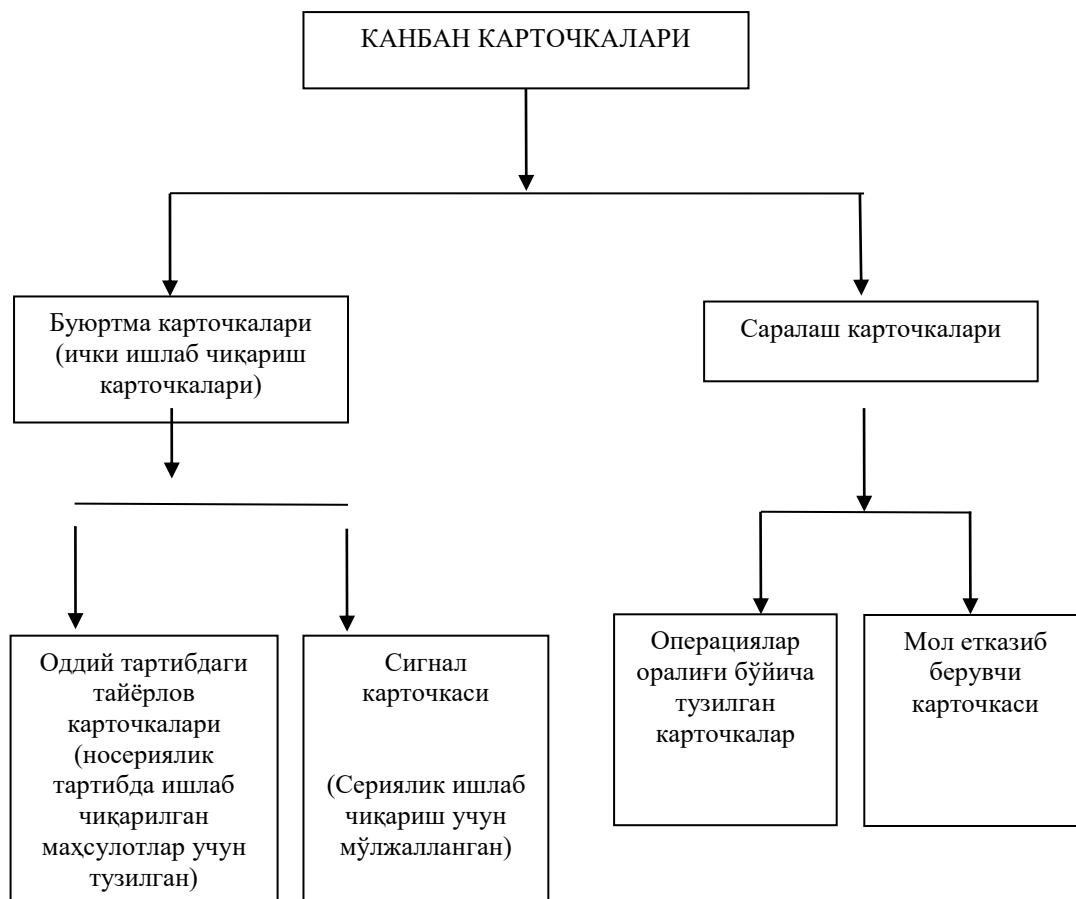 КАНБАН КАРТОЧКАЛАРИ
Буюртма карточкалари
(ички ишлаб чиқариш
карточкалари)
Саралаш карточкалари
Оддий тартибдаги
тайёрлов
карточкалари
(носериялик
тартибда ишлаб
чиқарилган
маҳсулотлар учун
тузилган)
Сигнал
карточкаси
(Сериялик ишлаб
чиқариш учун
мўлжалланган)
Операциялар
оралиғи бўйича
тузилган
карточкалар
Мол етказиб
берувчи
карточкаси